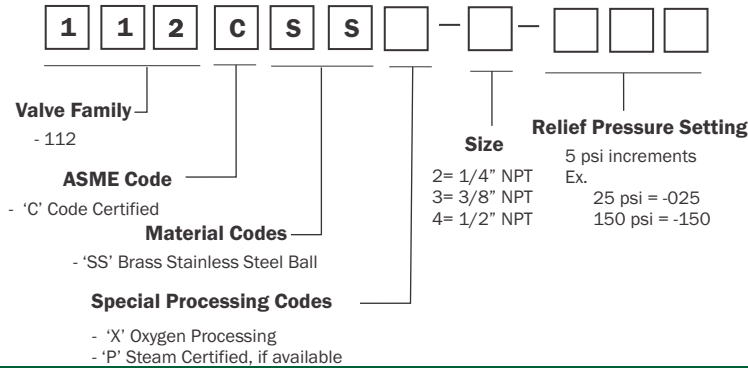 1 1 2 C S S – –
Valve Family
- 112
ASME Code
- ‘C’ Code Certified
Material Codes
- ‘SS’ Brass Stainless Steel Ball
Special Processing Codes
- ‘X’ Oxygen Processing
- ‘P’ Steam Certified, if available
Size
2= 1/4” NPT
3= 3/8” NPT
4= 1/2” NPT
Relief Pressure Setting
5 psi increments
Ex.
25 psi = -025
150 psi = -150